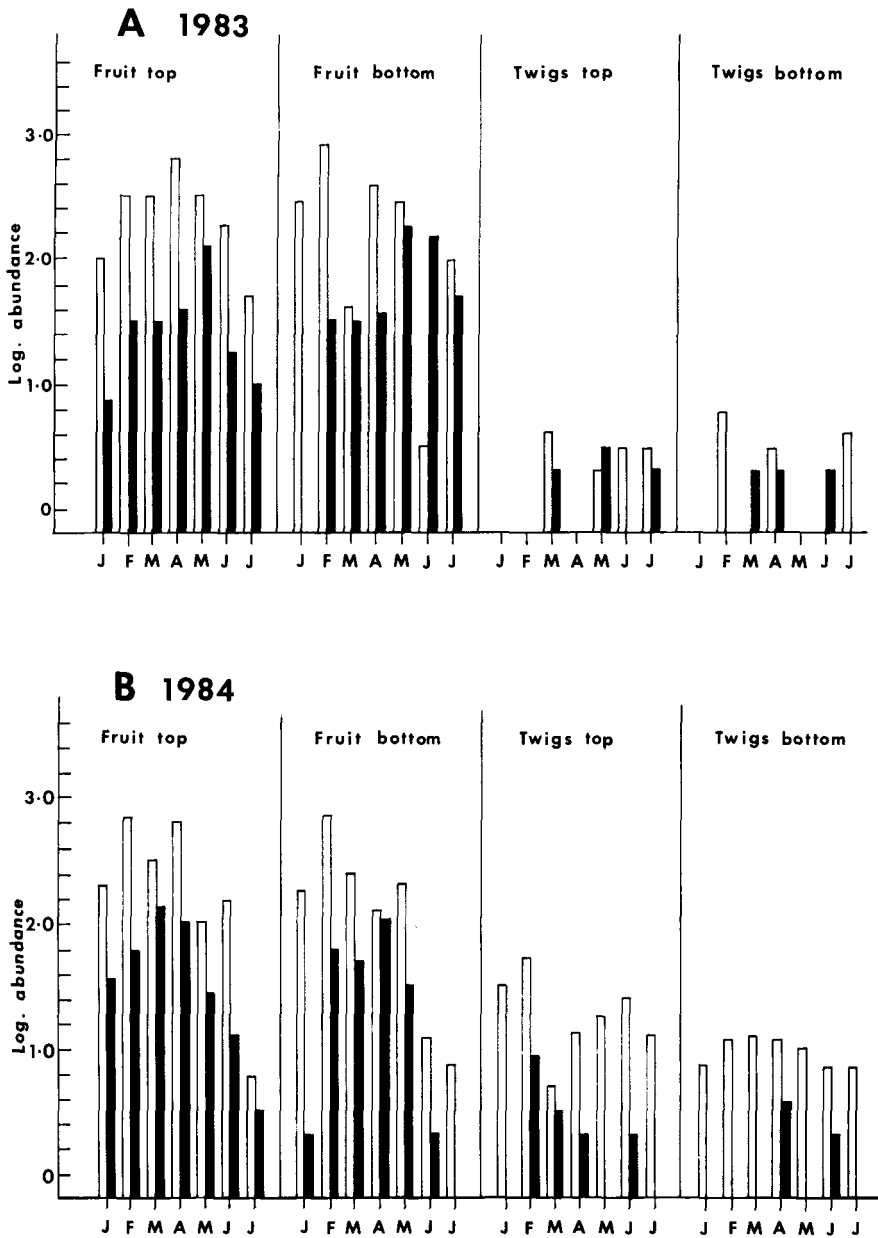 A 1983
Fruit top Fruit bottom Twigs top Twigs bottom
Log. abundance
3·0
2·0
1·0
0
J F M A M J J J F M A M J J J F M A M J J J F M A M J J
B 1984
Fruit top Fruit bottom Twigs top Twigs bottom
Log. abundance
3·0
2·0
1·0
0
J F M A M J J J F M A M J J J F M A M J J J F M A M J J